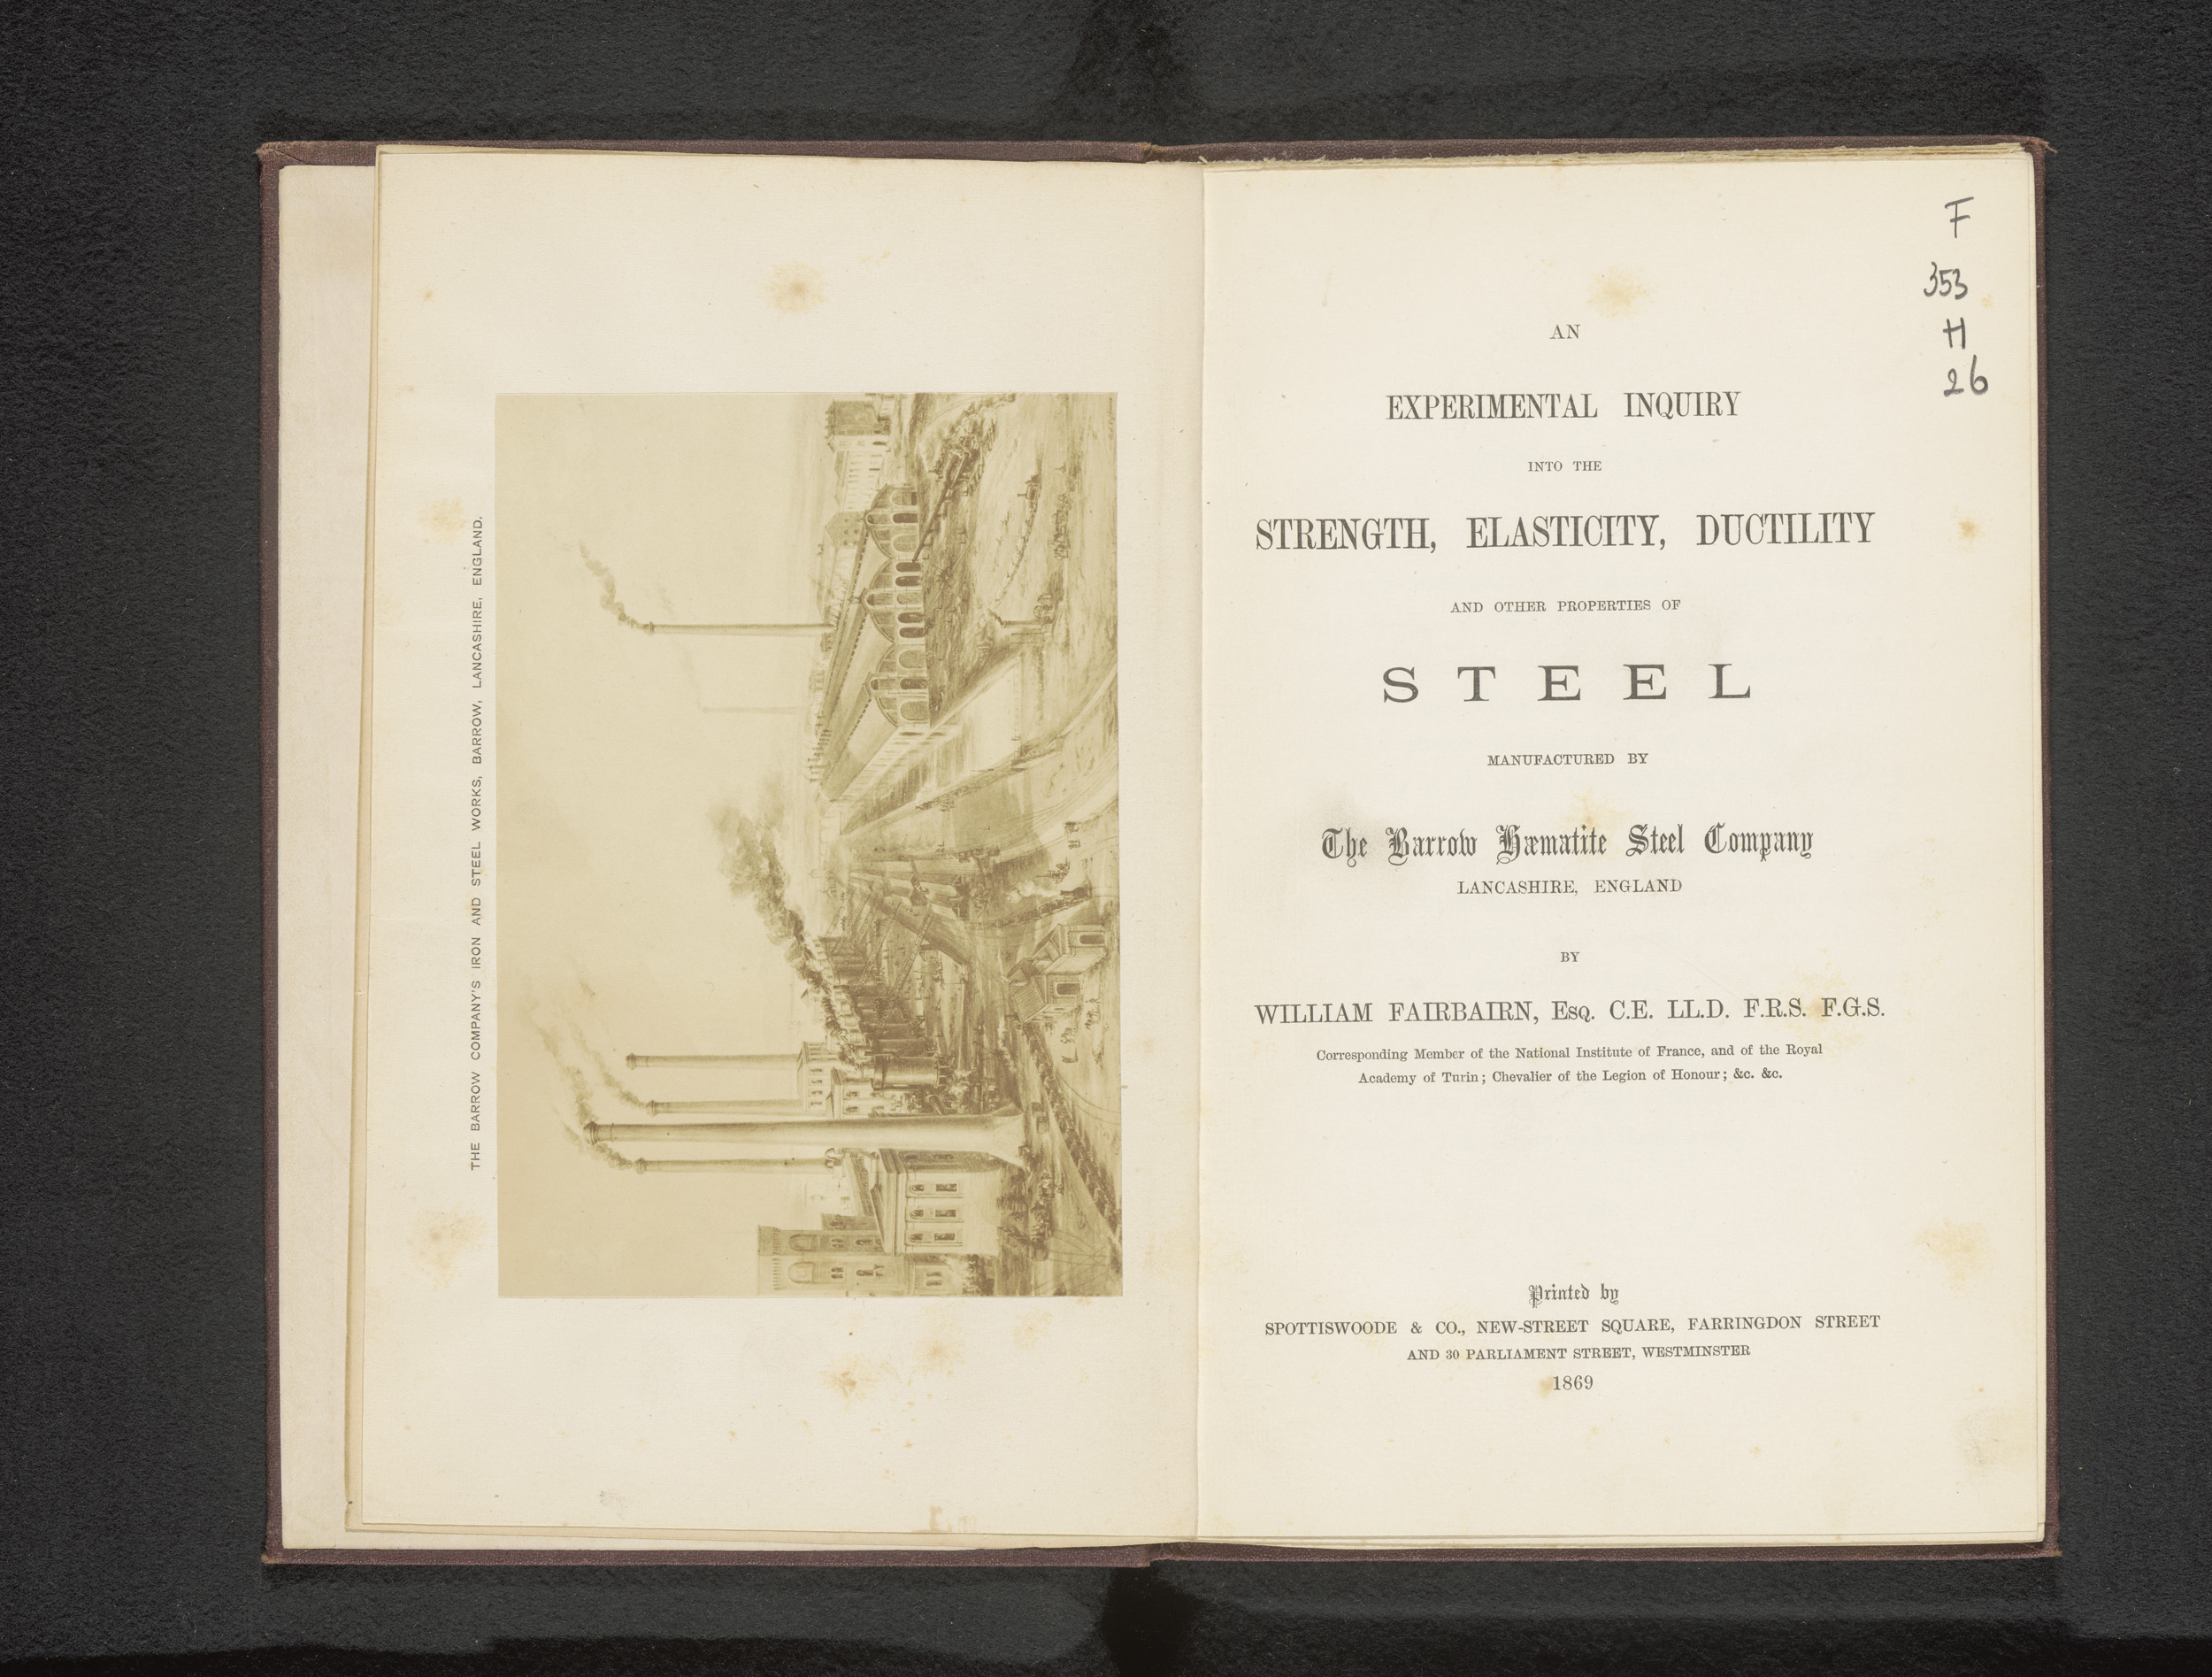 THE BARROW COMPANY'S IRON AND STEEL WORKS, BARROW, LANCASHIRE, ENGLAND.
F
353
H
26
AN
EXPERIMENTAL INQUIRY
INTO THE
STRENGTH, ELASTICITY, DUCTILITY
AND OTHER PROPERTIES OF
STEEL
MANUFACTURED BY
The Barrow Hæmatite Steel Company
LANCASHIRE, ENGLAND
BY
WILLIAM FAIRBAIRN, Esq. C.E. LL.D. F.R.S. F.G.S.
Corresponding Member of the National Institute of France, and of the Royal
Academy of Turin; Chevalier of the Legion of Honour; &c. &c.
Printed by
SPOTTISWOODE & CO., NEW-STREET SQUARE, FARRINGDON STREET
AND 30 PARLIAMENT STREET, WESTMINSTER
1869